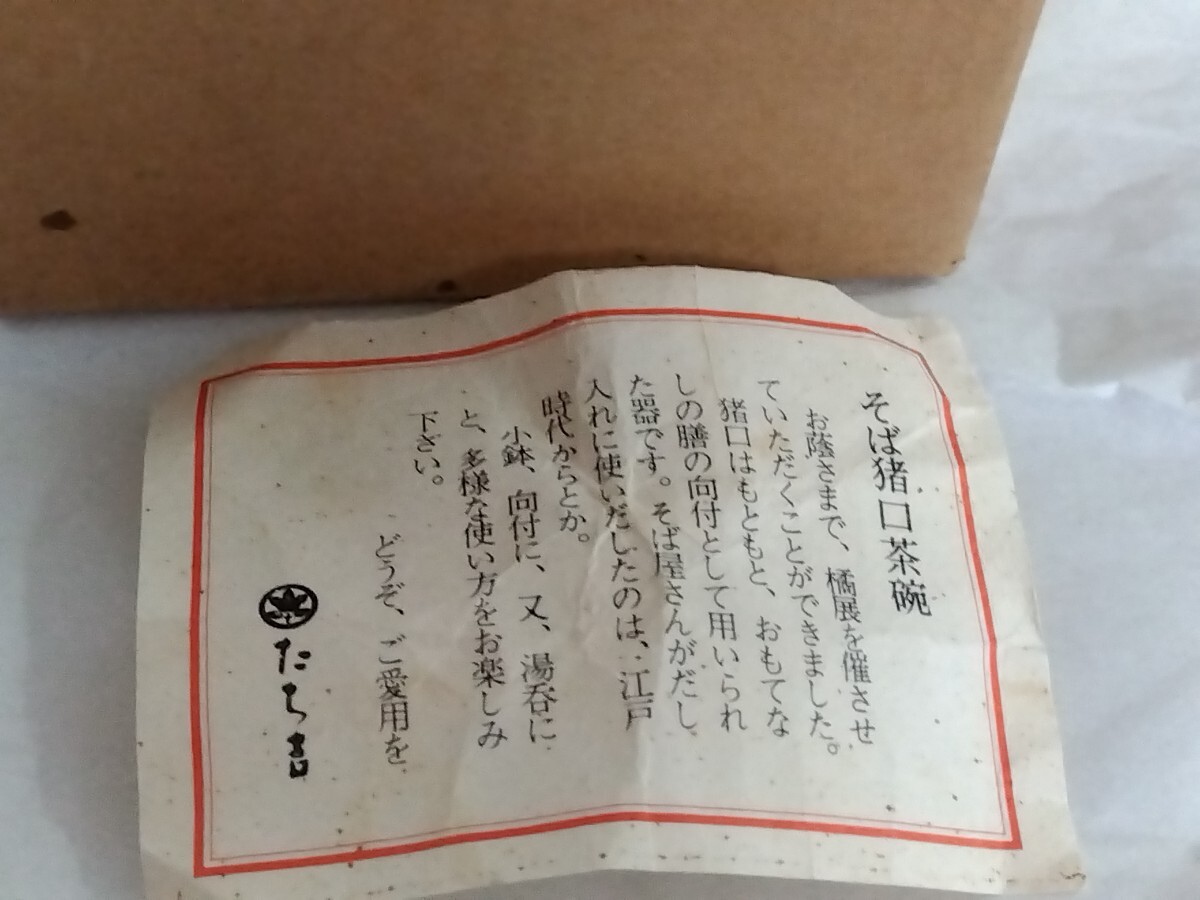 そば猪口茶碗
お蔭さまで、橘展を催させ
ていただくことができました。
猪口はもともと、おもてな
しの膳の向付として用いられ
た器です。そば屋さんがだし
入れに使いだしたのは、江戸
時代からとか。
小鉢、向付に、又、湯呑に
と、多様な使い方をお楽しみ
下さい。
どうぞ、ご愛用を
たち吉